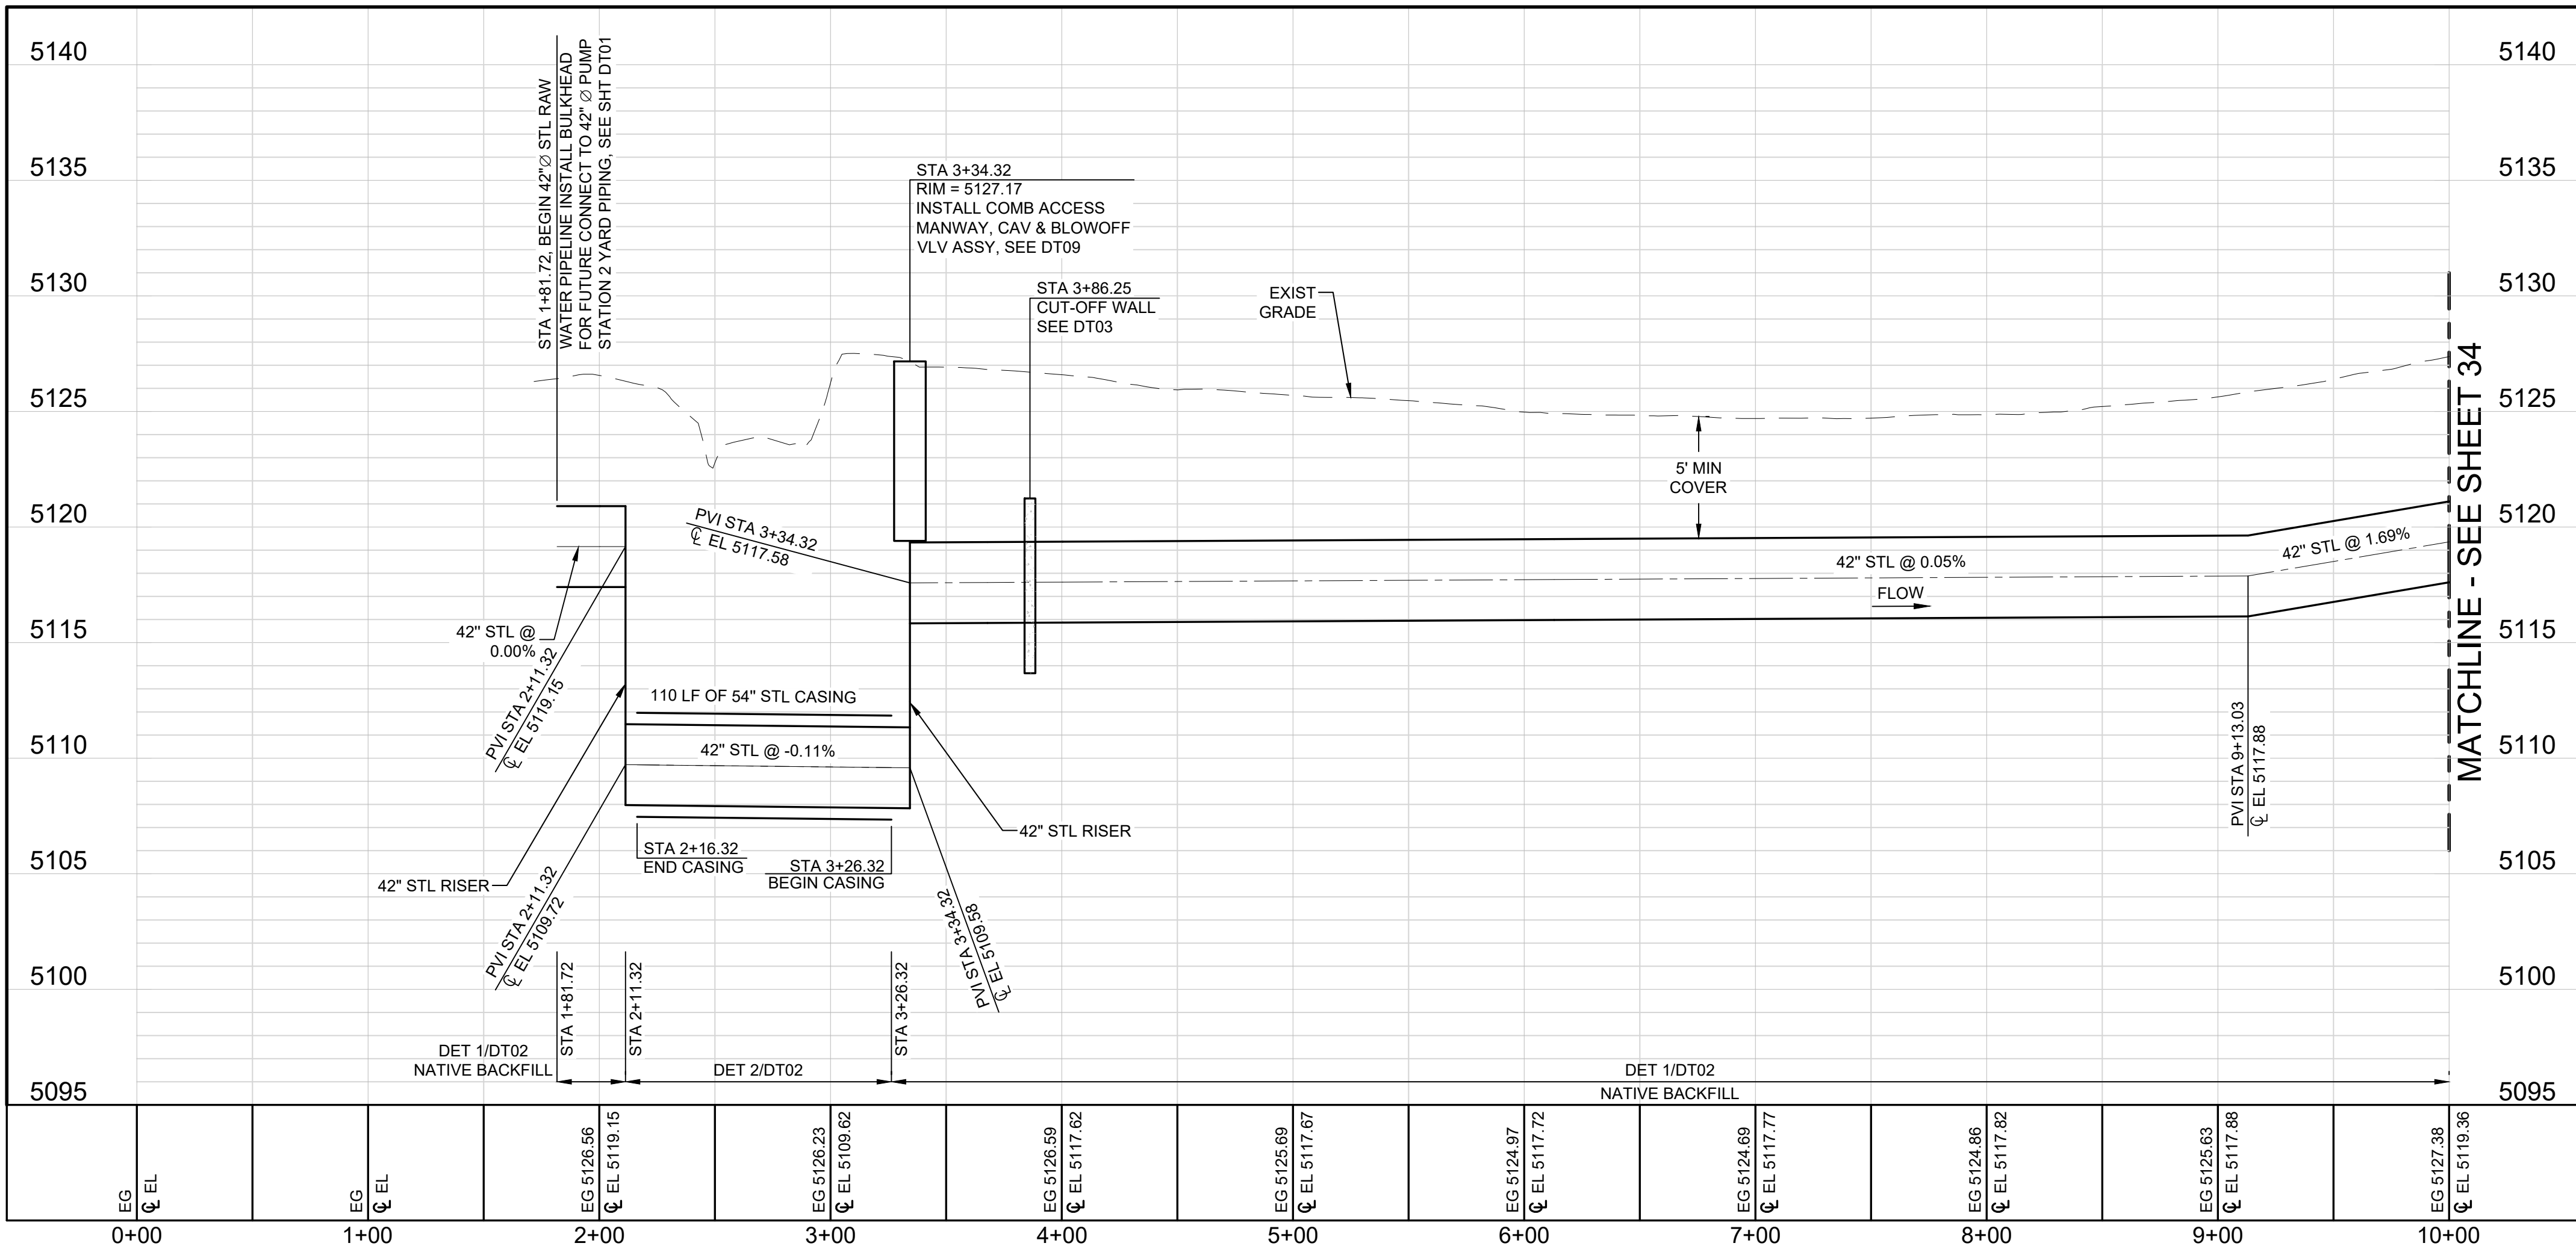 5140
5135
5130
5125
5120
5115
5110
5105
5100
5095
STA 1+81.72, BEGIN 42"∅ STL RAW
WATER PIPELINE INSTALL BULKHEAD
FOR FUTURE CONNECT TO 42" ∅ PUMP
STATION 2 YARD PIPING, SEE SHT DT01
STA 3+34.32
RIM = 5127.17
INSTALL COMB ACCESS
MANWAY, CAV & BLOWOFF
VLV ASSY, SEE DT09
STA 3+86.25
CUT-OFF WALL
SEE DT03
EXIST
GRADE
5' MIN
COVER
PVI STA 3+34.32
℄ EL 5117.58
42" STL @ 0.05%
FLOW
42" STL @ 1.69%
42" STL @
0.00%
PVI STA 2+11.32
℄ EL 5119.15
110 LF OF 54" STL CASING
42" STL @ -0.11%
42" STL RISER
STA 2+16.32
END CASING
STA 3+26.32
BEGIN CASING
42" STL RISER
PVI STA 2+11.32
℄ EL 5109.72
PVI STA 3+34.32
℄ EL 5109.58
PVI STA 9+13.03
℄ EL 5117.88
MATCHLINE - SEE SHEET 34
STA 1+81.72
STA 2+11.32
STA 3+26.32
DET 1/DT02
NATIVE BACKFILL
DET 2/DT02
DET 1/DT02
NATIVE BACKFILL
5140
5135
5130
5125
5120
5115
5110
5105
5100
5095
EG
℄ EL
EG
℄ EL
EG 5126.56
℄ EL 5119.15
EG 5126.23
℄ EL 5109.62
EG 5126.59
℄ EL 5117.62
EG 5125.69
℄ EL 5117.67
EG 5124.97
℄ EL 5117.72
EG 5124.69
℄ EL 5117.77
EG 5124.86
℄ EL 5117.82
EG 5125.63
℄ EL 5117.88
EG 5127.38
℄ EL 5119.36
0+00
1+00
2+00
3+00
4+00
5+00
6+00
7+00
8+00
9+00
10+00